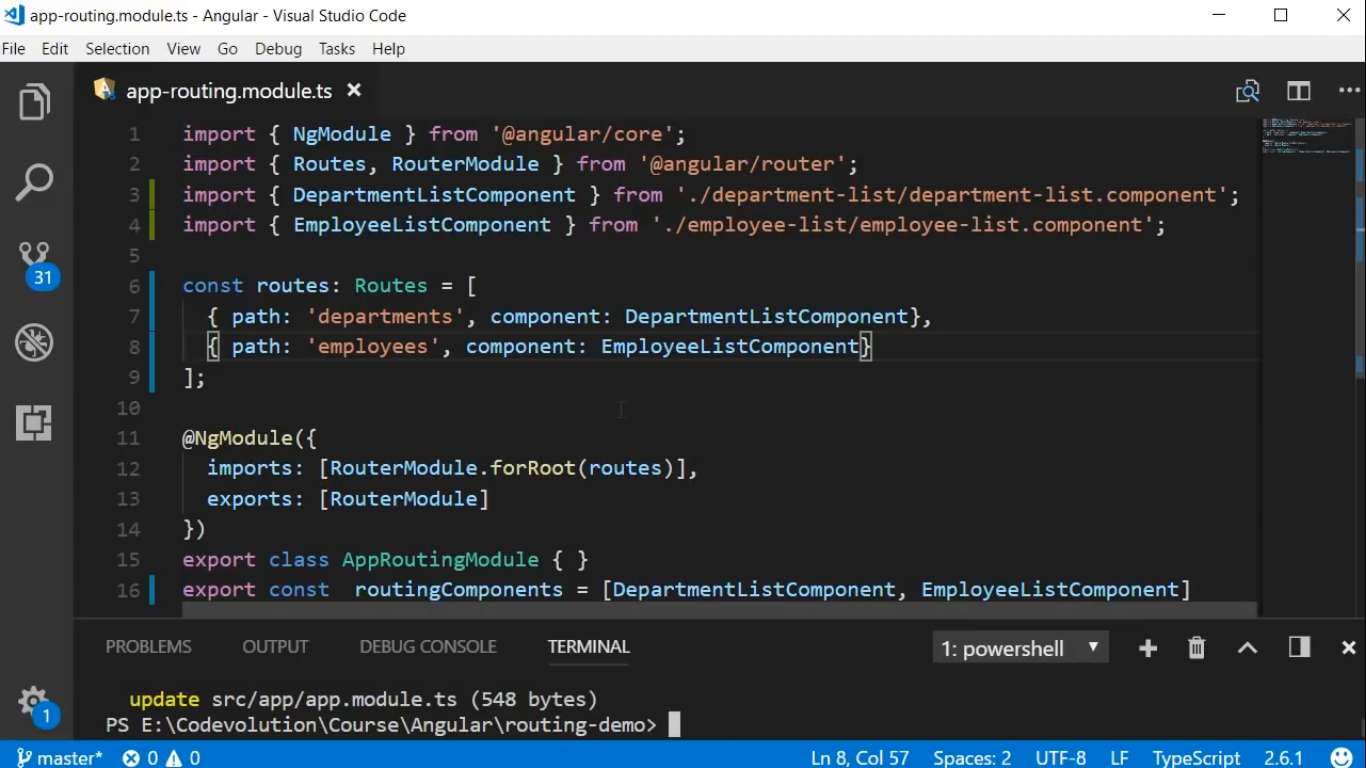 app-routing.module.ts - Angular - Visual Studio Code
File Edit Selection View Go Debug Tasks Help
app-routing.module.ts
1 import { NgModule } from '@angular/core';
2 import { Routes, RouterModule } from '@angular/router';
3 import { DepartmentListComponent } from './department-list/department-list.component';
4 import { EmployeeListComponent } from './employee-list/employee-list.component';
5
6 const routes: Routes = [
7 { path: 'departments', component: DepartmentListComponent},
8 { path: 'employees', component: EmployeeListComponent}
9 ];
10
11 @NgModule({
12 imports: [RouterModule.forRoot(routes)],
13 exports: [RouterModule]
14 })
15 export class AppRoutingModule { }
16 export const  routingComponents = [DepartmentListComponent, EmployeeListComponent]
31
1
PROBLEMS OUTPUT DEBUG CONSOLE TERMINAL 1: powershell
update src/app/app.module.ts (548 bytes)
PS E:\Codevolution\Course\Angular\routing-demo>
master* 0 0 Ln 8, Col 57 Spaces: 2 UTF-8 LF TypeScript 2.6.1